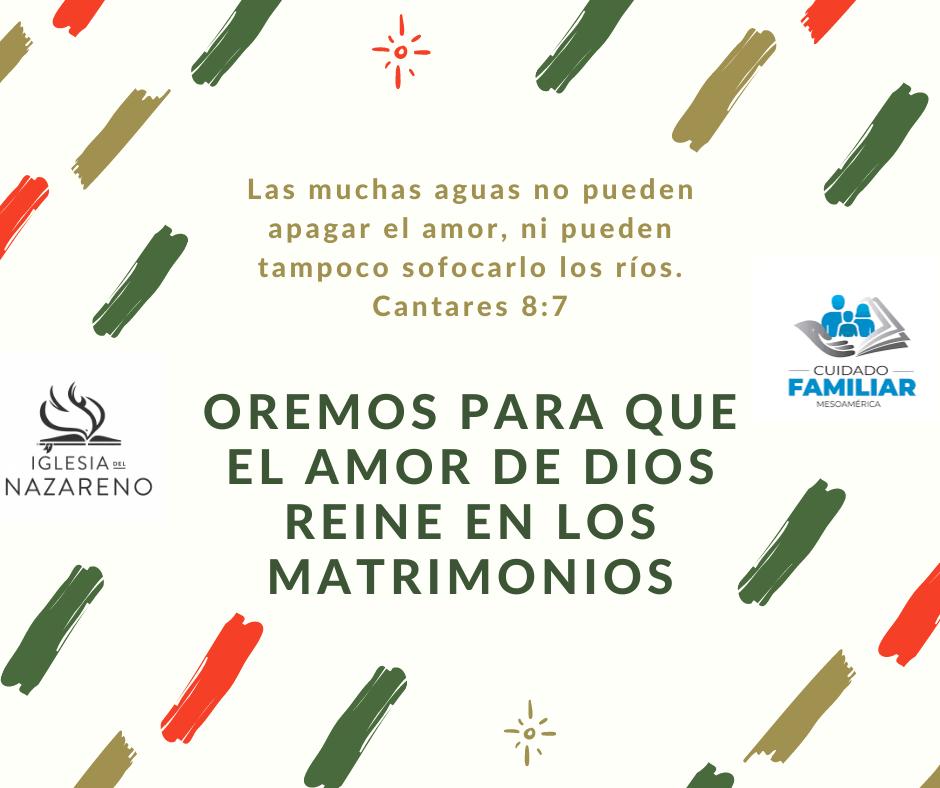 Las muchas aguas no pueden
apagar el amor, ni pueden
tampoco sofocarlo los ríos.
Cantares 8:7
CUIDADO
FAMILIAR
MESOAMÉRICA
OREMOS PARA QUE
EL AMOR DE DIOS
REINE EN LOS
MATRIMONIOS
IGLESIA DEL
NAZARENO